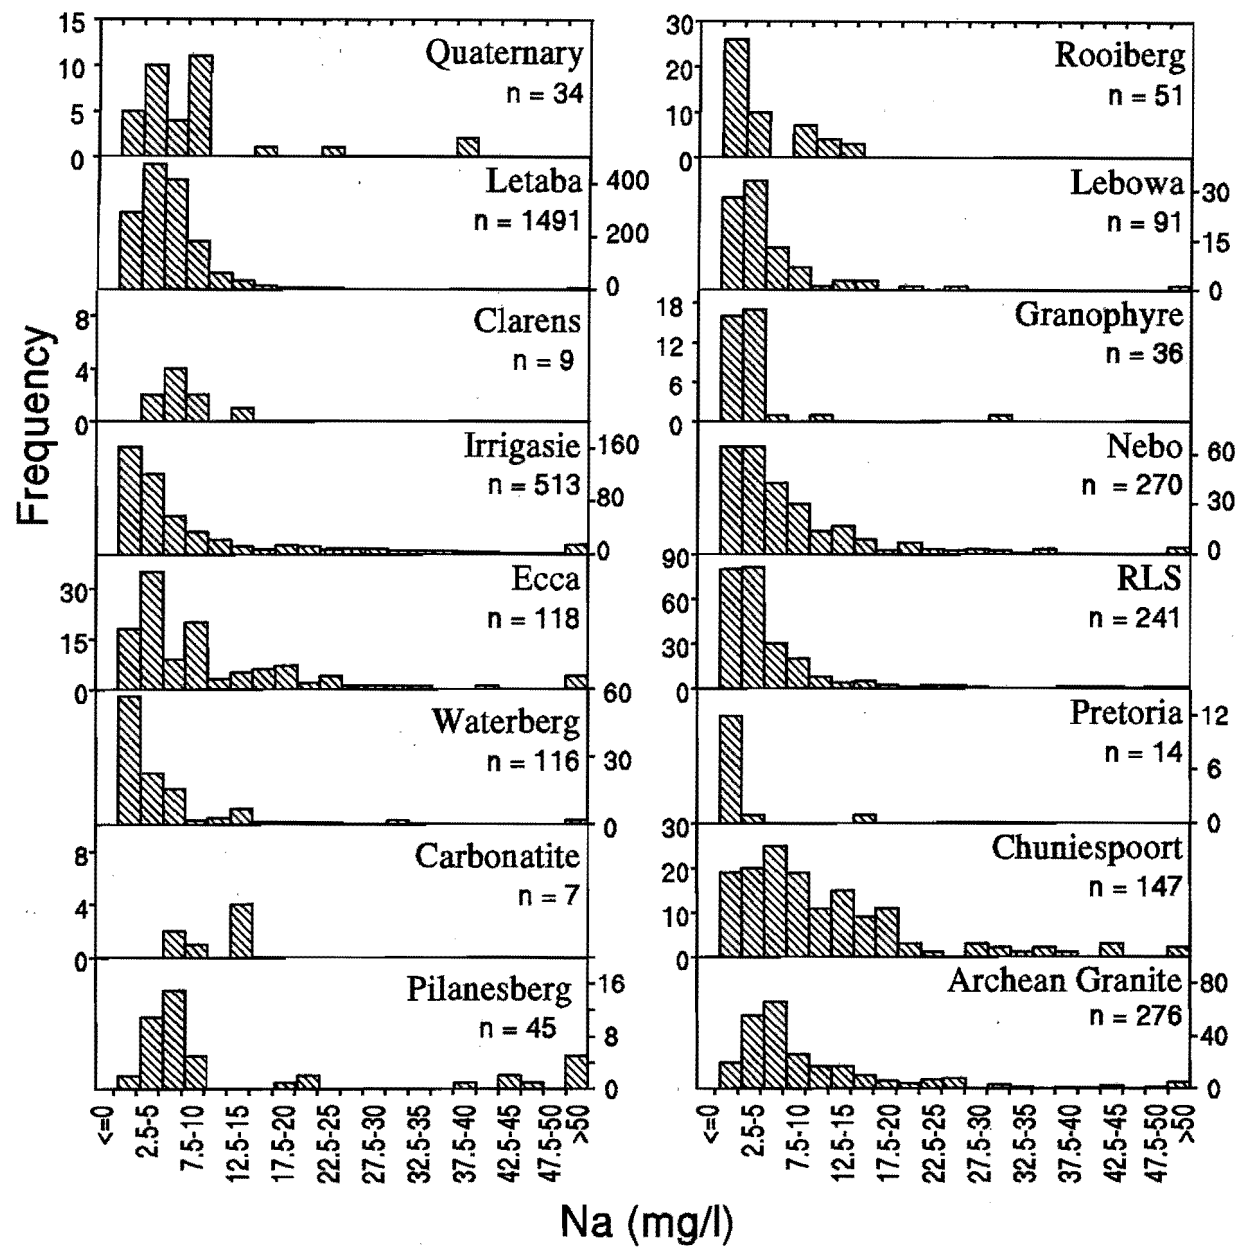 Frequency
15
10
5
0
Quaternary
n = 34
Letaba
n = 1491
400
200
0
8
4
0
Clarens
n = 9
Irrigasie
n = 513
160
80
0
30
15
0
Ecca
n = 118
Waterberg
n = 116
60
30
0
8
4
0
Carbonatite
n = 7
Pilanesberg
n = 45
16
8
0
<=0
2.5-5
7.5-10
12.5-15
17.5-20
22.5-25
27.5-30
32.5-35
37.5-40
42.5-45
47.5-50
>50
30
20
10
0
Rooiberg
n = 51
Lebowa
n = 91
30
15
0
18
12
6
0
Granophyre
n = 36
Nebo
n = 270
60
30
0
90
60
30
0
RLS
n = 241
Pretoria
n = 14
12
6
0
30
20
10
0
Chuniespoort
n = 147
Archean Granite
n = 276
80
40
0
<=0
2.5-5
7.5-10
12.5-15
17.5-20
22.5-25
27.5-30
32.5-35
37.5-40
42.5-45
47.5-50
>50
Na (mg/l)